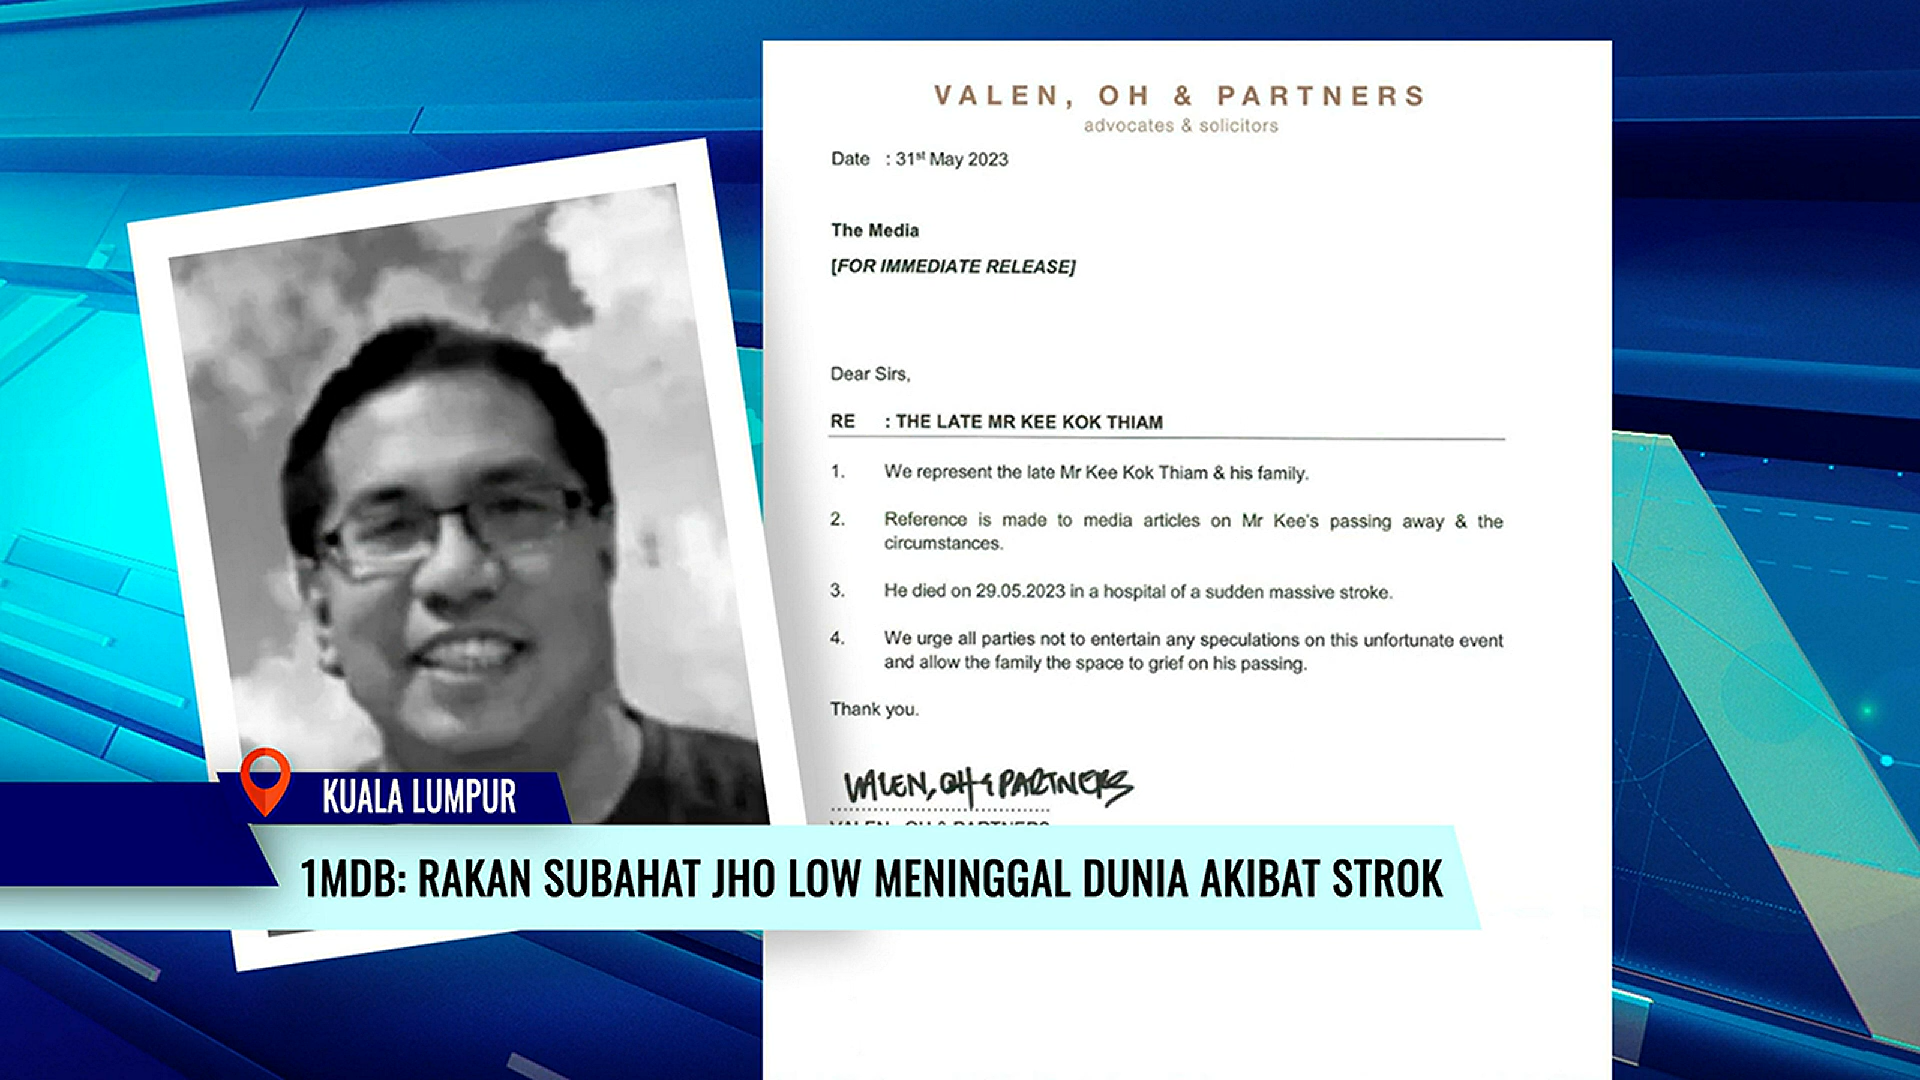 VALEN, OH & PARTNERS
advocates & solicitors
Date : 31st May 2023
The Media
[FOR IMMEDIATE RELEASE]
Dear Sirs,
RE : THE LATE MR KEE KOK THIAM
1. We represent the late Mr Kee Kok Thiam & his family.
2. Reference is made to media articles on Mr Kee's passing away & the
circumstances.
3. He died on 29.05.2023 in a hospital of a sudden massive stroke.
4. We urge all parties not to entertain any speculations on this unfortunate event
and allow the family the space to grief on his passing.
Thank you.
VALEN, OH & PARTNERS
VALEN, OH & PARTNERS
KUALA LUMPUR
1MDB: RAKAN SUBAHAT JHO LOW MENINGGAL DUNIA AKIBAT STROK